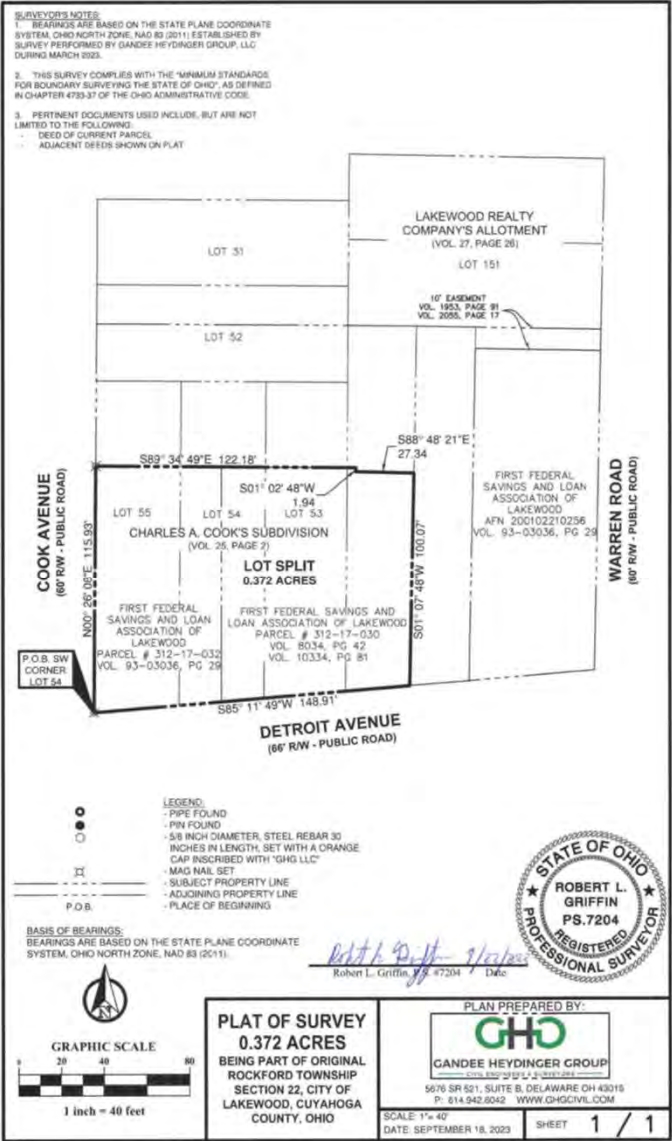 SURVEYOR'S NOTES:
1. BEARINGS ARE BASED ON THE STATE PLANE COORDINATE
SYSTEM, OHIO NORTH ZONE, NAD 83 (2011) ESTABLISHED BY
SURVEY PERFORMED BY GANDEE HEYDINGER GROUP, LLC
DURING MARCH 2023.
2. THIS SURVEY COMPLIES WITH THE "MINIMUM STANDARDS
FOR BOUNDARY SURVEYING THE STATE OF OHIO", AS DEFINED
IN CHAPTER 4733-37 OF THE OHIO ADMINISTRATIVE CODE.
3. PERTINENT DOCUMENTS USED INCLUDE, BUT ARE NOT
LIMITED TO THE FOLLOWING:
- DEED OF CURRENT PARCEL
- ADJACENT DEEDS SHOWN ON PLAT
LAKEWOOD REALTY
COMPANY'S ALLOTMENT
(VOL. 27, PAGE 26)
LOT 151
LOT 31
10' EASEMENT
VOL. 1953, PAGE 91
VOL. 2055, PAGE 17
LOT 52
S88° 48' 21"E
27.34
S89° 34' 49"E 122.18'
S01° 02' 48"W
1.94
COOK AVENUE
(60' R/W - PUBLIC ROAD)
N00° 26' 08"E 115.93'
LOT 55
LOT 54
LOT 53
CHARLES A. COOK'S SUBDIVISION
(VOL. 25, PAGE 2)
LOT SPLIT
0.372 ACRES
S01° 07' 48"W 100.07'
FIRST FEDERAL
SAVINGS AND LOAN
ASSOCIATION OF
LAKEWOOD
AFN 200102210256
VOL. 93-03036, PG 29
WARREN ROAD
(60' R/W - PUBLIC ROAD)
FIRST FEDERAL
SAVINGS AND LOAN
ASSOCIATION OF
LAKEWOOD
PARCEL # 312-17-032
VOL. 93-03036, PG 29
FIRST FEDERAL SAVINGS AND
LOAN ASSOCIATION OF LAKEWOOD
PARCEL # 312-17-030
VOL. 8034, PG 42
VOL. 10334, PG 81
P.O.B. SW
CORNER
LOT 54
S85° 11' 49"W 148.91'
DETROIT AVENUE
(66' R/W - PUBLIC ROAD)
LEGEND:
- PIPE FOUND
- PIN FOUND
- 5/8 INCH DIAMETER, STEEL REBAR 30
INCHES IN LENGTH, SET WITH A ORANGE
CAP INSCRIBED WITH "GHG LLC"
- MAG NAIL SET
- SUBJECT PROPERTY LINE
- ADJOINING PROPERTY LINE
P.O.B. - PLACE OF BEGINNING
BASIS OF BEARINGS:
BEARINGS ARE BASED ON THE STATE PLANE COORDINATE
SYSTEM, OHIO NORTH ZONE, NAD 83 (2011).
STATE OF OHIO
ROBERT L.
GRIFFIN
PS.7204
REGISTERED
PROFESSIONAL SURVEYOR
Robert L. Griffin, P.S. #7204 Date
GRAPHIC SCALE
0 20 40 80
1 inch = 40 feet
PLAT OF SURVEY
0.372 ACRES
BEING PART OF ORIGINAL
ROCKFORD TOWNSHIP
SECTION 22, CITY OF
LAKEWOOD, CUYAHOGA
COUNTY, OHIO
PLAN PREPARED BY:
GHG
GANDEE HEYDINGER GROUP
CIVIL ENGINEERS & SURVEYORS
5676 SR 521, SUITE B, DELAWARE OH 43015
P: 614.942.6042 WWW.GHGCIVIL.COM
SCALE: 1"= 40'
DATE: SEPTEMBER 18, 2023
SHEET 1 / 1